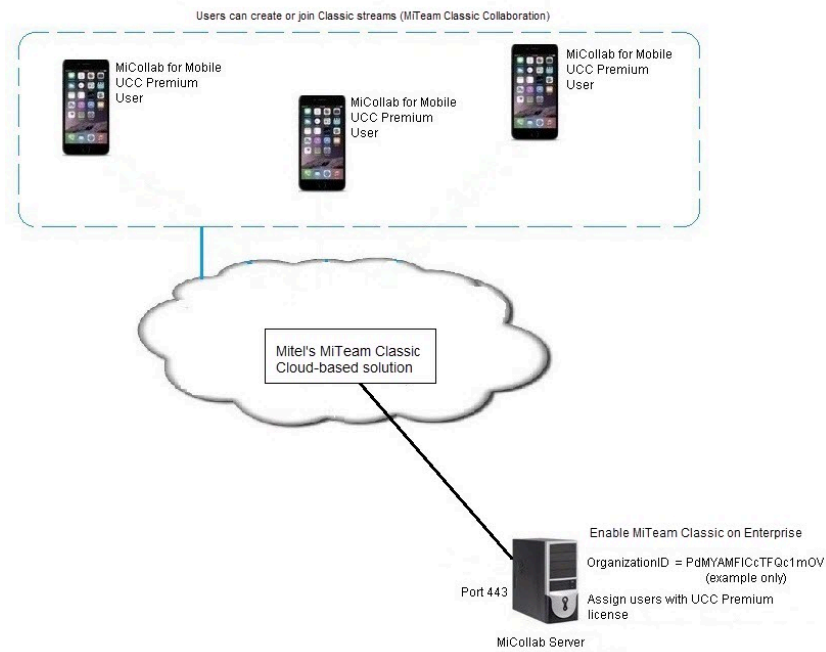 Users can create or join Classic streams (MiTeam Classic Collaboration)
MiCollab for Mobile
UCC Premium
User
MiCollab for Mobile
UCC Premium
User
MiCollab for Mobile
UCC Premium
User
Mitel's MiTeam Classic
Cloud-based solution
Enable MiTeam Classic on Enterprise
OrganizationID = PdMYAMFICcTFQc1mOV
(example only)
Port 443
Assign users with UCC Premium
license
MiCollab Server